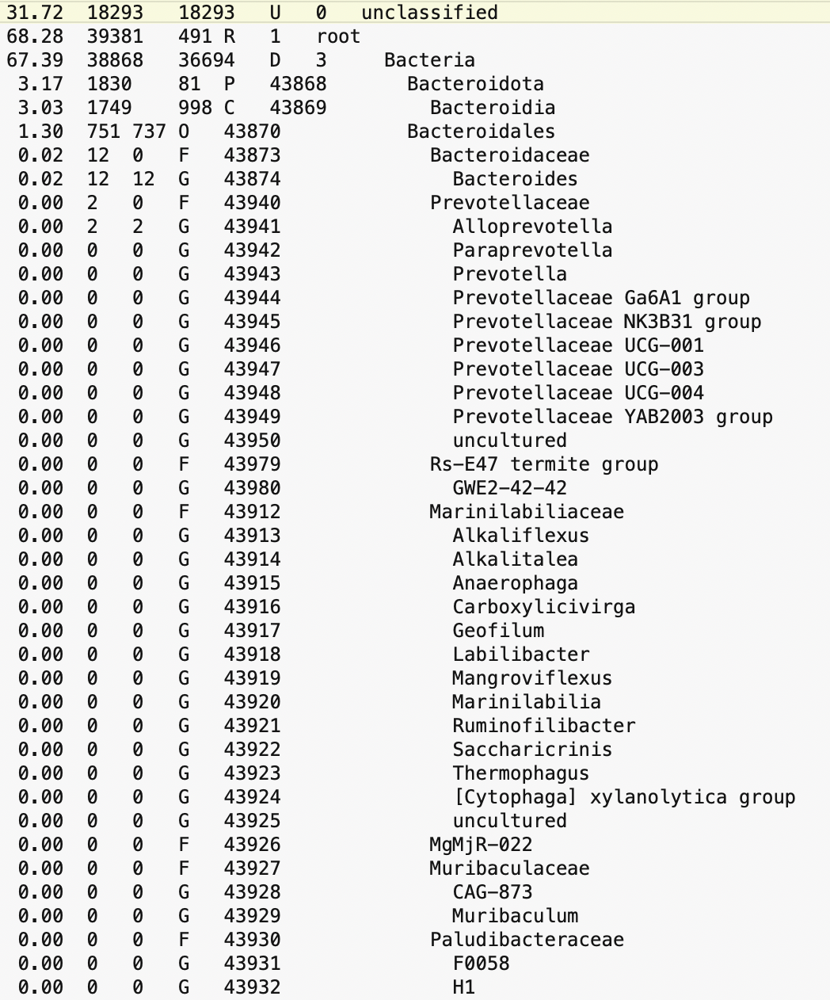 31.72 18293 18293 U 0 unclassified
68.28 39381 491 R 1 root
67.39 38868 36694 D 3 Bacteria
3.17 1830 81 P 43868 Bacteroidota
3.03 1749 998 C 43869 Bacteroidia
1.30 751 737 O 43870 Bacteroidales
0.02 12 0 F 43873 Bacteroidaceae
0.02 12 12 G 43874 Bacteroides
0.00 2 0 F 43940 Prevotellaceae
0.00 2 2 G 43941 Alloprevotella
0.00 0 0 G 43942 Paraprevotella
0.00 0 0 G 43943 Prevotella
0.00 0 0 G 43944 Prevotellaceae Ga6A1 group
0.00 0 0 G 43945 Prevotellaceae NK3B31 group
0.00 0 0 G 43946 Prevotellaceae UCG-001
0.00 0 0 G 43947 Prevotellaceae UCG-003
0.00 0 0 G 43948 Prevotellaceae UCG-004
0.00 0 0 G 43949 Prevotellaceae YAB2003 group
0.00 0 0 G 43950 uncultured
0.00 0 0 F 43979 Rs-E47 termite group
0.00 0 0 G 43980 GWE2-42-42
0.00 0 0 F 43912 Marinilabiliaceae
0.00 0 0 G 43913 Alkaliflexus
0.00 0 0 G 43914 Alkalitalea
0.00 0 0 G 43915 Anaerophaga
0.00 0 0 G 43916 Carboxylicivirga
0.00 0 0 G 43917 Geofilum
0.00 0 0 G 43918 Labilibacter
0.00 0 0 G 43919 Mangroviflexus
0.00 0 0 G 43920 Marinilabilia
0.00 0 0 G 43921 Ruminofilibacter
0.00 0 0 G 43922 Saccharicrinis
0.00 0 0 G 43923 Thermophagus
0.00 0 0 G 43924 [Cytophaga] xylanolytica group
0.00 0 0 G 43925 uncultured
0.00 0 0 F 43926 MgMjR-022
0.00 0 0 F 43927 Muribaculaceae
0.00 0 0 G 43928 CAG-873
0.00 0 0 G 43929 Muribaculum
0.00 0 0 F 43930 Paludibacteraceae
0.00 0 0 G 43931 F0058
0.00 0 0 G 43932 H1